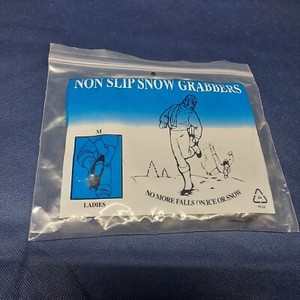 NON SLIP SNOW GRABBERS
M
LADIES
NO MORE FALLS ON ICE OR SNOW